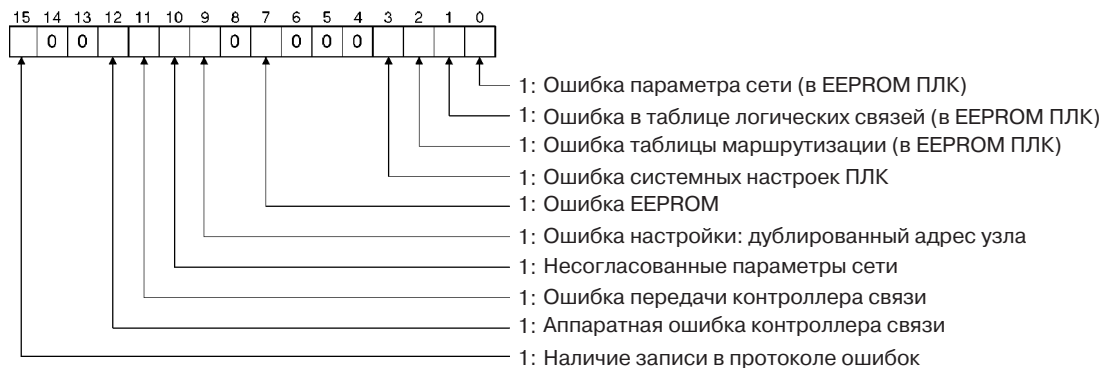 15 14 13 12 11 10 9 8 7 6 5 4 3 2 1 0
0 0 0 0 0 0
1: Ошибка параметра сети (в EEPROM ПЛК)
1: Ошибка в таблице логических связей (в EEPROM ПЛК)
1: Ошибка таблицы маршрутизации (в EEPROM ПЛК)
1: Ошибка системных настроек ПЛК
1: Ошибка EEPROM
1: Ошибка настройки: дублированный адрес узла
1: Несогласованные параметры сети
1: Ошибка передачи контроллера связи
1: Аппаратная ошибка контроллера связи
1: Наличие записи в протоколе ошибок